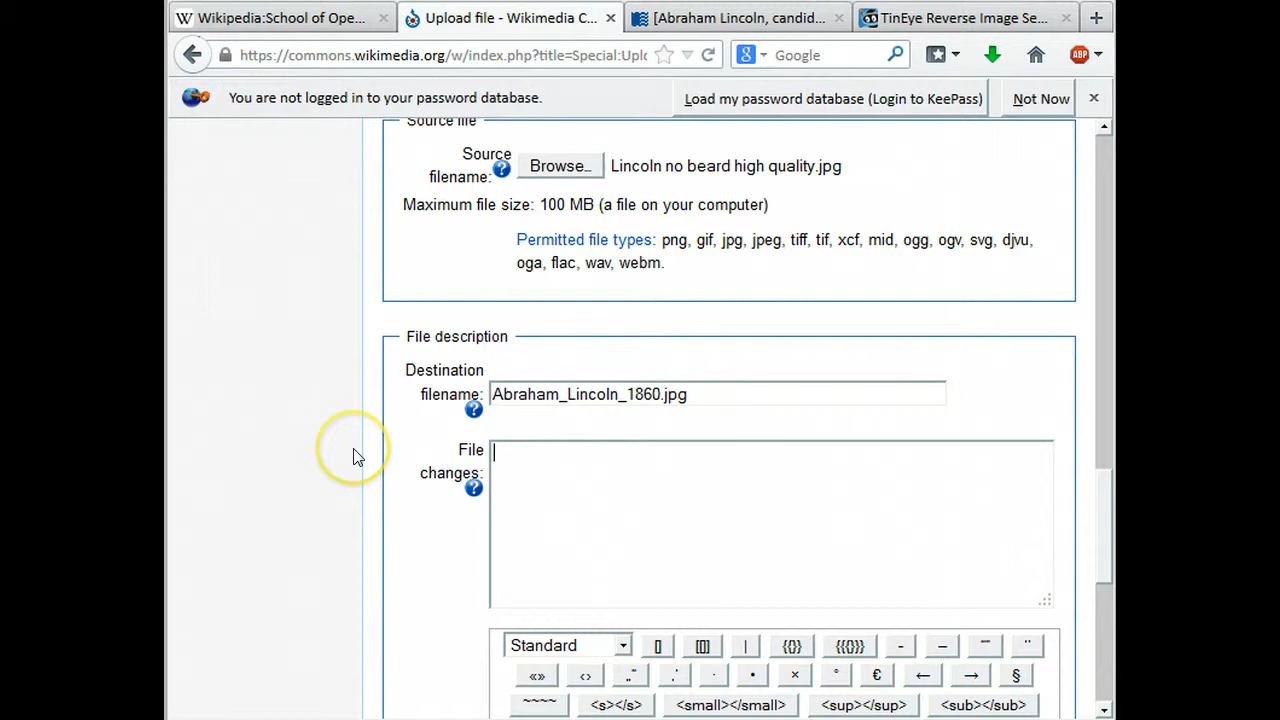 Wikipedia:School of Ope...
Upload file - Wikimedia C...
[Abraham Lincoln, candid...
TinEye Reverse Image Se...
https://commons.wikimedia.org/w/index.php?title=Special:Uplo
Google
ABP
You are not logged in to your password database.
Load my password database (Login to KeePass)
Not Now
Source file
Source
filename:
Browse...
Lincoln no beard high quality.jpg
Maximum file size: 100 MB (a file on your computer)
Permitted file types: png, gif, jpg, jpeg, tiff, tif, xcf, mid, ogg, ogv, svg, djvu,
oga, flac, wav, webm.
File description
Destination
filename:
Abraham_Lincoln_1860.jpg
File
changes:
Standard [] [[]] | {{}} {{{}}} - – “” ‘’
«» ‹› „“ ‚‘ · • × ° € ← → §
~~~~ <s></s> <small></small> <sup></sup> <sub></sub>